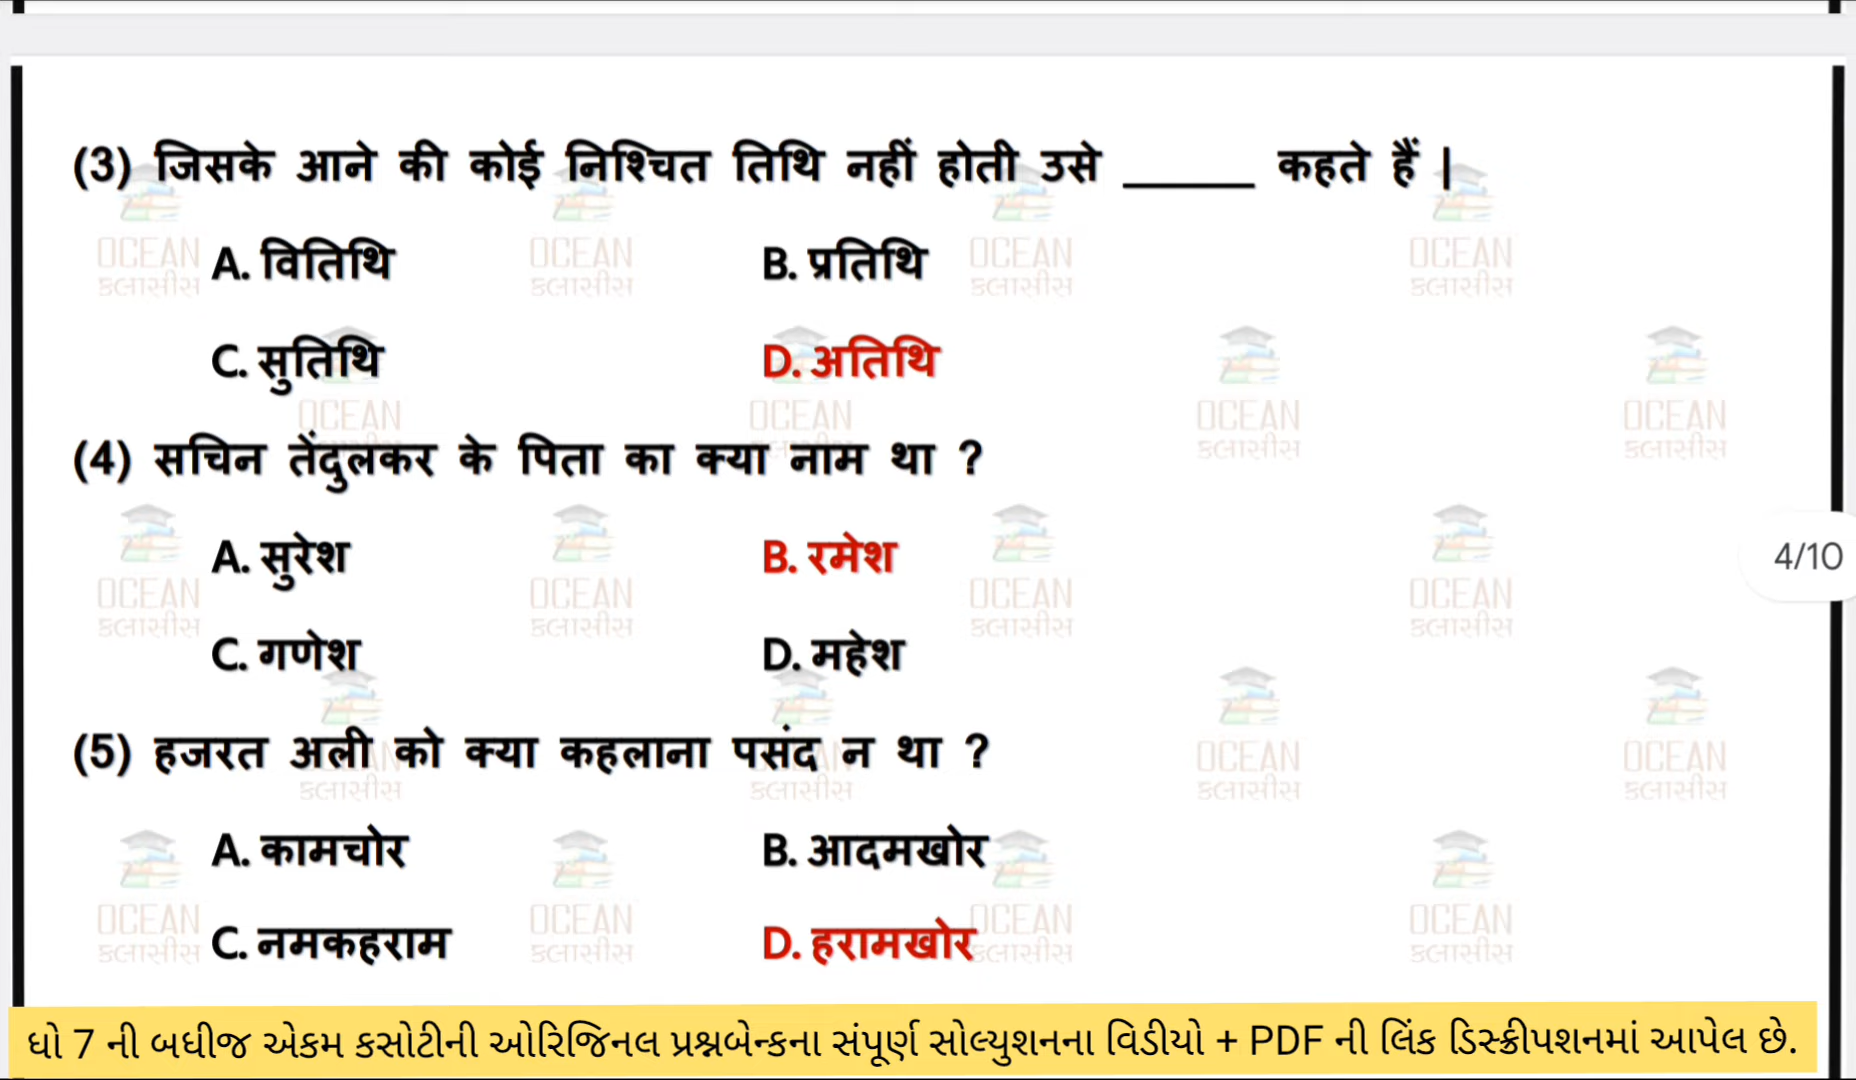 (3) जिसके आने की कोई निश्चित तिथि नहीं होती उसे ______ कहते हैं |
A. वितिथि B. प्रतिथि
C. सुतिथि D. अतिथि
(4) सचिन तेंदुलकर के पिता का क्या नाम था ?
A. सुरेश B. रमेश
4/10
C. गणेश D. महेश
(5) हजरत अली को क्या कहलाना पसंद न था ?
A. कामचोर B. आदमखोर
C. नमकहराम D. हरामखोर
OCEAN
ક્લાસીસ
ધો 7 ની બધીજ એકમ કસોટીની ઓરિજિનલ પ્રશ્નબેન્કના સંપૂર્ણ સોલ્યુશનના વિડીયો + PDF ની લિંક ડિસ્ક્રીપશનમાં આપેલ છે.